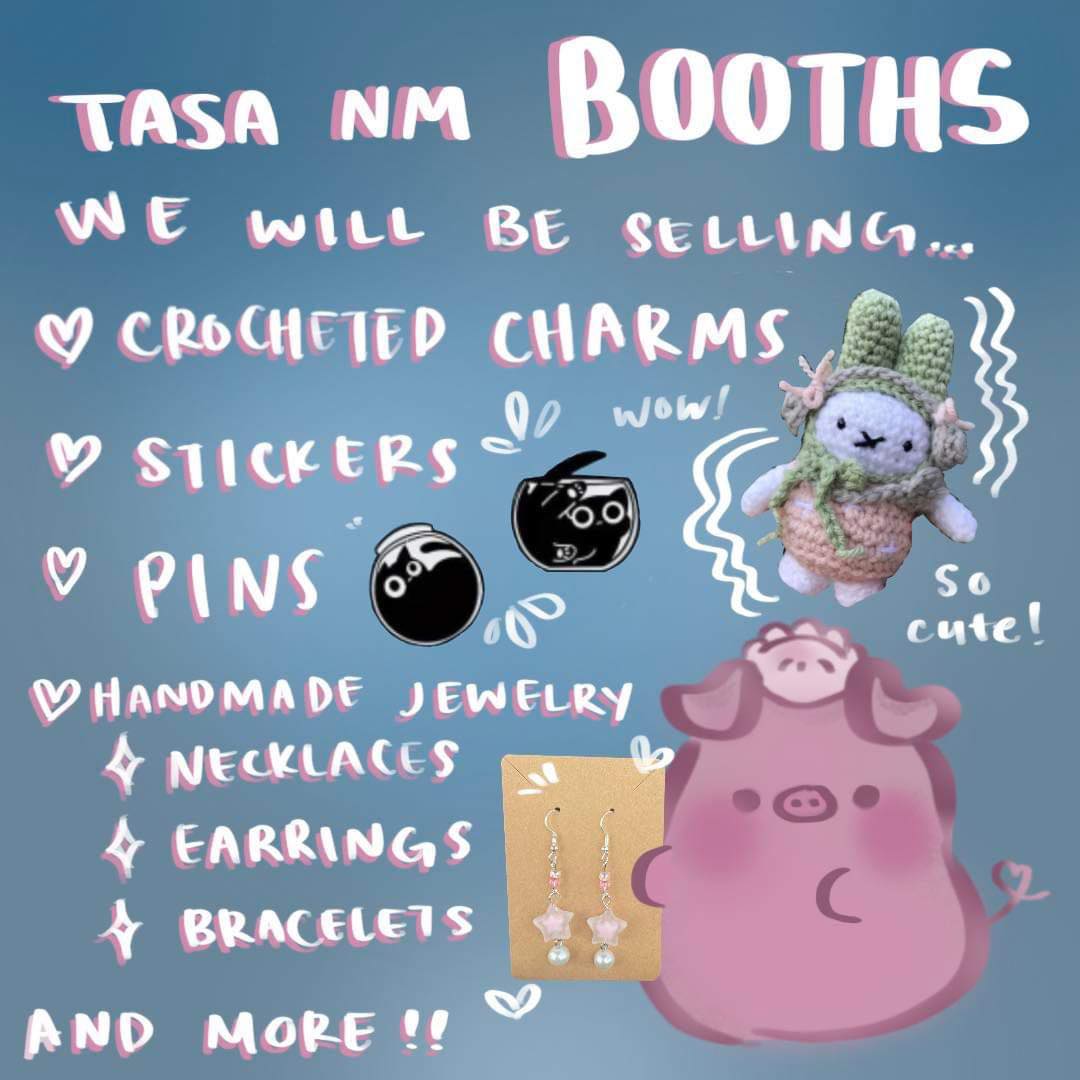 TASA NM BOOTHS
WE WILL BE SELLING...
CROCHETED CHARMS
WOW!
STICKERS
PINS
SO
cute!
HANDMADE JEWELRY
NECKLACES
EARRINGS
BRACELETS
AND MORE!!